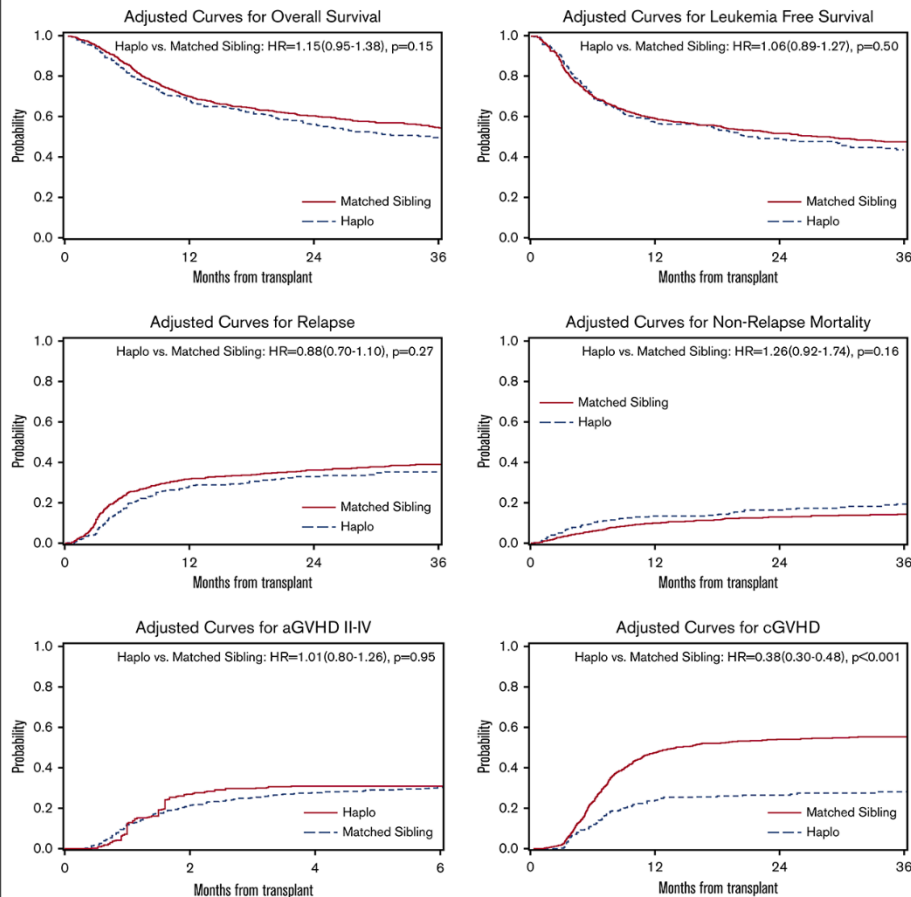 Adjusted Curves for Overall Survival
Haplo vs. Matched Sibling: HR=1.15(0.95-1.38), p=0.15
1.0
0.8
0.6
0.4
0.2
0.0
Probability
Matched Sibling
Haplo
0 12 24 36
Months from transplant
Adjusted Curves for Leukemia Free Survival
Haplo vs. Matched Sibling: HR=1.06(0.89-1.27), p=0.50
1.0
0.8
0.6
0.4
0.2
0.0
Probability
Matched Sibling
Haplo
0 12 24 36
Months from transplant
Adjusted Curves for Relapse
Haplo vs. Matched Sibling: HR=0.88(0.70-1.10), p=0.27
1.0
0.8
0.6
0.4
0.2
0.0
Probability
Matched Sibling
Haplo
0 12 24 36
Months from transplant
Adjusted Curves for Non-Relapse Mortality
Haplo vs. Matched Sibling: HR=1.26(0.92-1.74), p=0.16
1.0
0.8
0.6
0.4
0.2
0.0
Probability
Matched Sibling
Haplo
0 12 24 36
Months from transplant
Adjusted Curves for aGVHD II-IV
Haplo vs. Matched Sibling: HR=1.01(0.80-1.26), p=0.95
1.0
0.8
0.6
0.4
0.2
0.0
Probability
Haplo
Matched Sibling
0 2 4 6
Months from transplant
Adjusted Curves for cGVHD
Haplo vs. Matched Sibling: HR=0.38(0.30-0.48), p<0.001
1.0
0.8
0.6
0.4
0.2
0.0
Probability
Matched Sibling
Haplo
0 12 24 36
Months from transplant